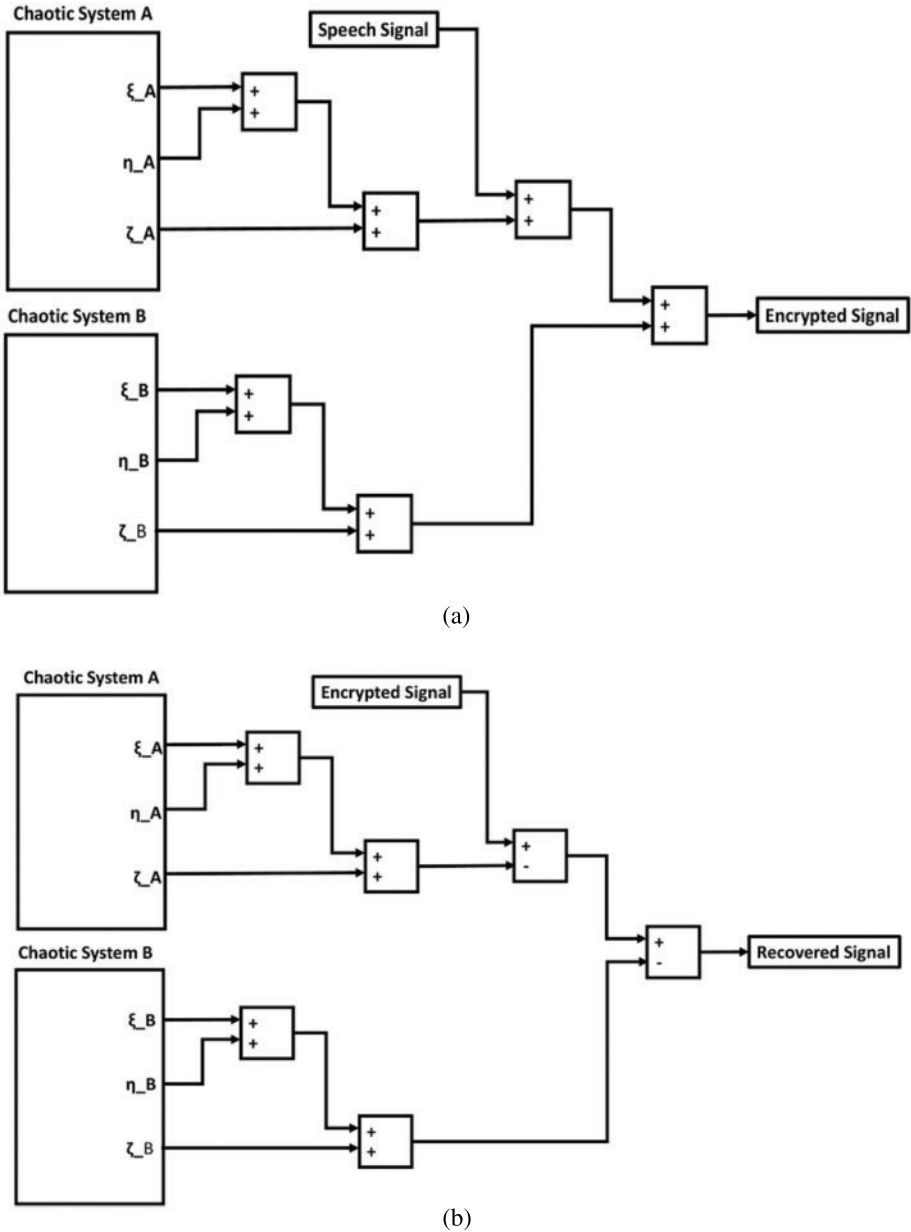 Chaotic System A
Speech Signal
ξ_A
+
+
η_A
+
+
+
+
ζ_A
Chaotic System B
+
+
Encrypted Signal
ξ_B
+
+
η_B
+
+
ζ_B
(a)
Chaotic System A
Encrypted Signal
ξ_A
+
+
η_A
+
-
+
+
ζ_A
Chaotic System B
+
-
Recovered Signal
ξ_B
+
+
η_B
+
+
ζ_B
(b)